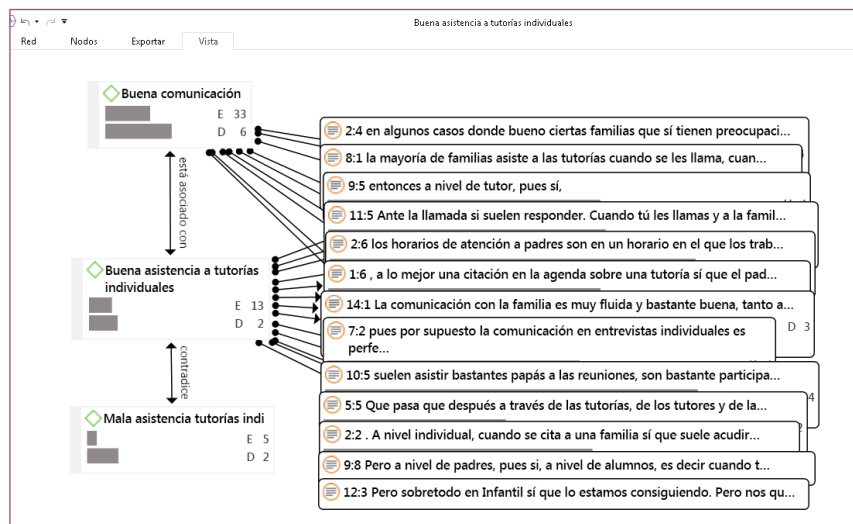 Buena asistencia a tutorías individuales
Red Nodos Exportar Vista
Buena comunicación
E 33
D 6
está asociado con
Buena asistencia a tutorías
individuales
E 13
D 2
contradice
Mala asistencia tutorías indi
E 5
D 2
2:4 en algunos casos donde bueno ciertas familias que sí tienen preocupaci...
8:1 la mayoría de familias asiste a las tutorías cuando se les llama, cuan...
9:5 entonces a nivel de tutor, pues sí,
11:5 Ante la llamada si suelen responder. Cuando tú les llamas y a la famil...
2:6 los horarios de atención a padres son en un horario en el que los trab...
1:6 , a lo mejor una citación en la agenda sobre una tutoría sí que el pad...
14:1 La comunicación con la familia es muy fluida y bastante buena, tanto a...
D 3
7:2 pues por supuesto la comunicación en entrevistas individuales es
perfe...
10:5 suelen asistir bastantes papás a las reuniones, son bastante participa...
4
5:5 Que pasa que después a través de las tutorías, de los tutores y de la...
2
2:2 . A nivel individual, cuando se cita a una familia sí que suele acudir...
9:8 Pero a nivel de padres, pues si, a nivel de alumnos, es decir cuando t...
12:3 Pero sobretodo en Infantil sí que lo estamos consiguiendo. Pero nos qu...